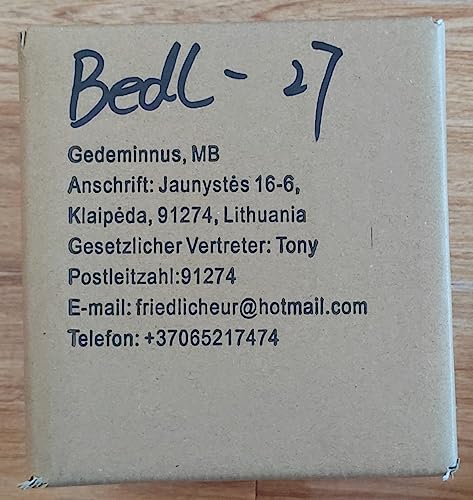 Bedl - 27
Gedeminnus, MB
Anschrift: Jaunystės 16-6,
Klaipėda, 91274, Lithuania
Gesetzlicher Vertreter: Tony
Postleitzahl:91274
E-mail: friedlicheur@hotmail.com
Telefon: +37065217474